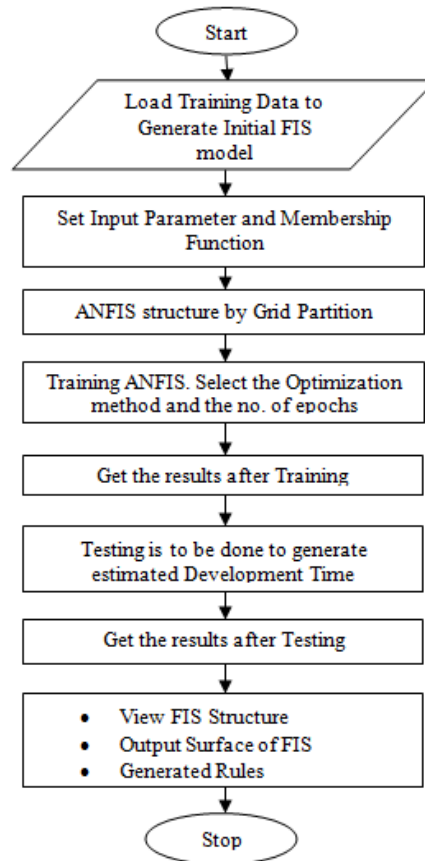 Start
Load Training Data to
Generate Initial FIS
model
Set Input Parameter and Membership
Function
ANFIS structure by Grid Partition
Training ANFIS. Select the Optimization
method and the no. of epochs
Get the results after Training
Testing is to be done to generate
estimated Development Time
Get the results after Testing
• View FIS Structure
• Output Surface of FIS
• Generated Rules
Stop